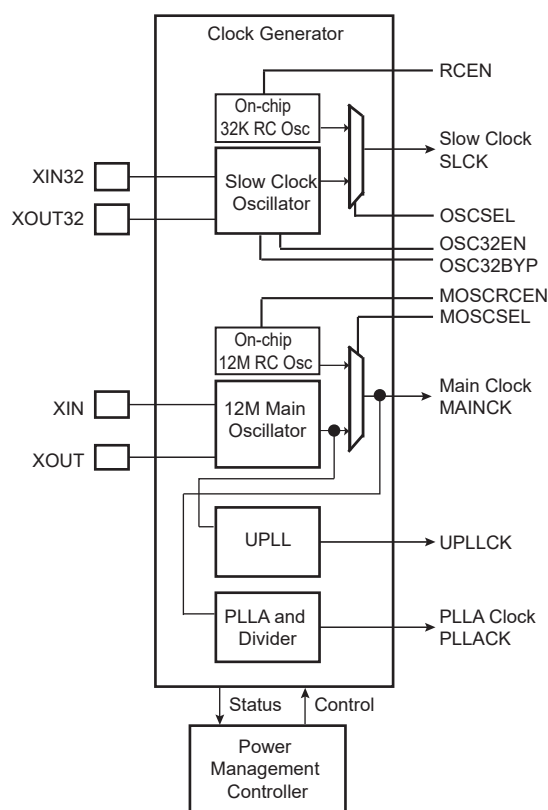 Clock Generator
RCEN
On-chip
32K RC Osc
Slow Clock
SLCK
XIN32
Slow Clock
Oscillator
XOUT32
OSCSEL
OSC32EN
OSC32BYP
MOSCRCEN
MOSCSEL
On-chip
12M RC Osc
Main Clock
MAINCK
XIN
12M Main
Oscillator
XOUT
UPLL
UPLLCK
PLLA and
Divider
PLLA Clock
PLLACK
Status
Control
Power
Management
Controller